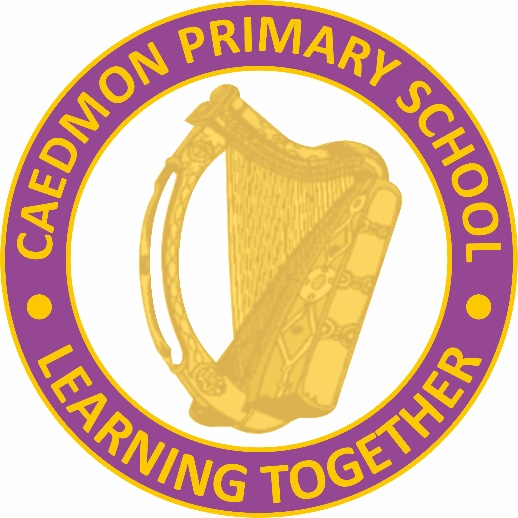 CAEDMON PRIMARY SCHOOL
LEARNING TOGETHER